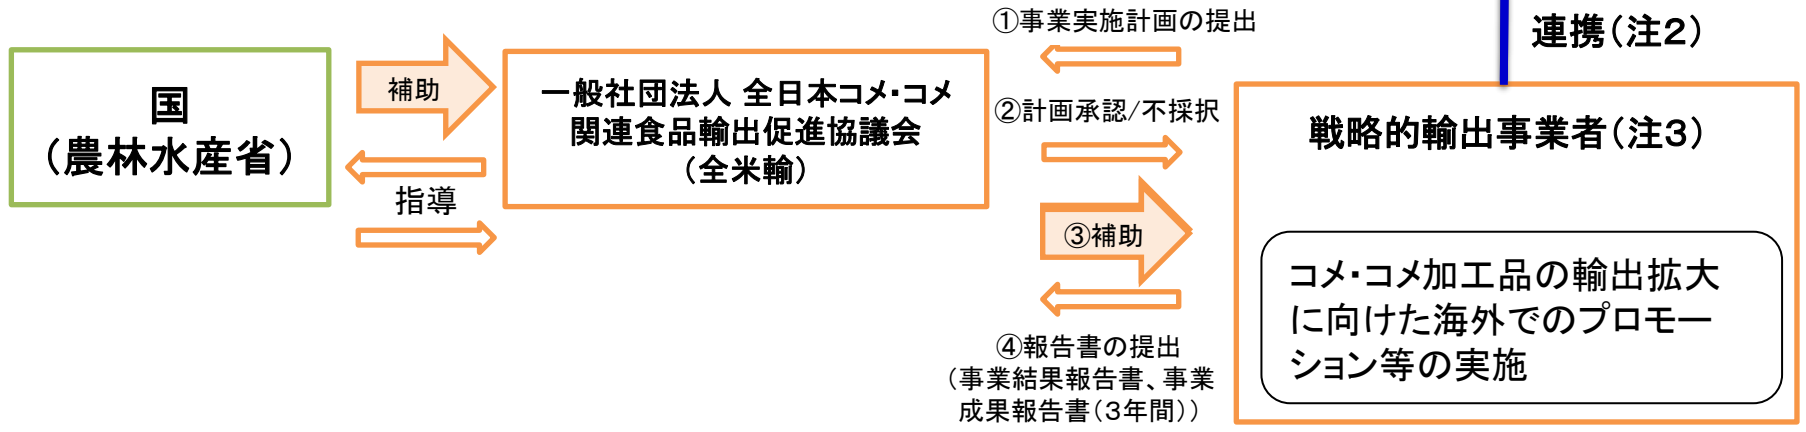 国
（農林水産省）
補助
指導
一般社団法人 全日本コメ・コメ
関連食品輸出促進協議会
（全米輸）
①事業実施計画の提出
②計画承認/不採択
③補助
④報告書の提出
（事業結果報告書、事業
成果報告書（３年間））
連携（注２）
戦略的輸出事業者（注３）
コメ・コメ加工品の輸出拡大
に向けた海外でのプロモー
ション等の実施